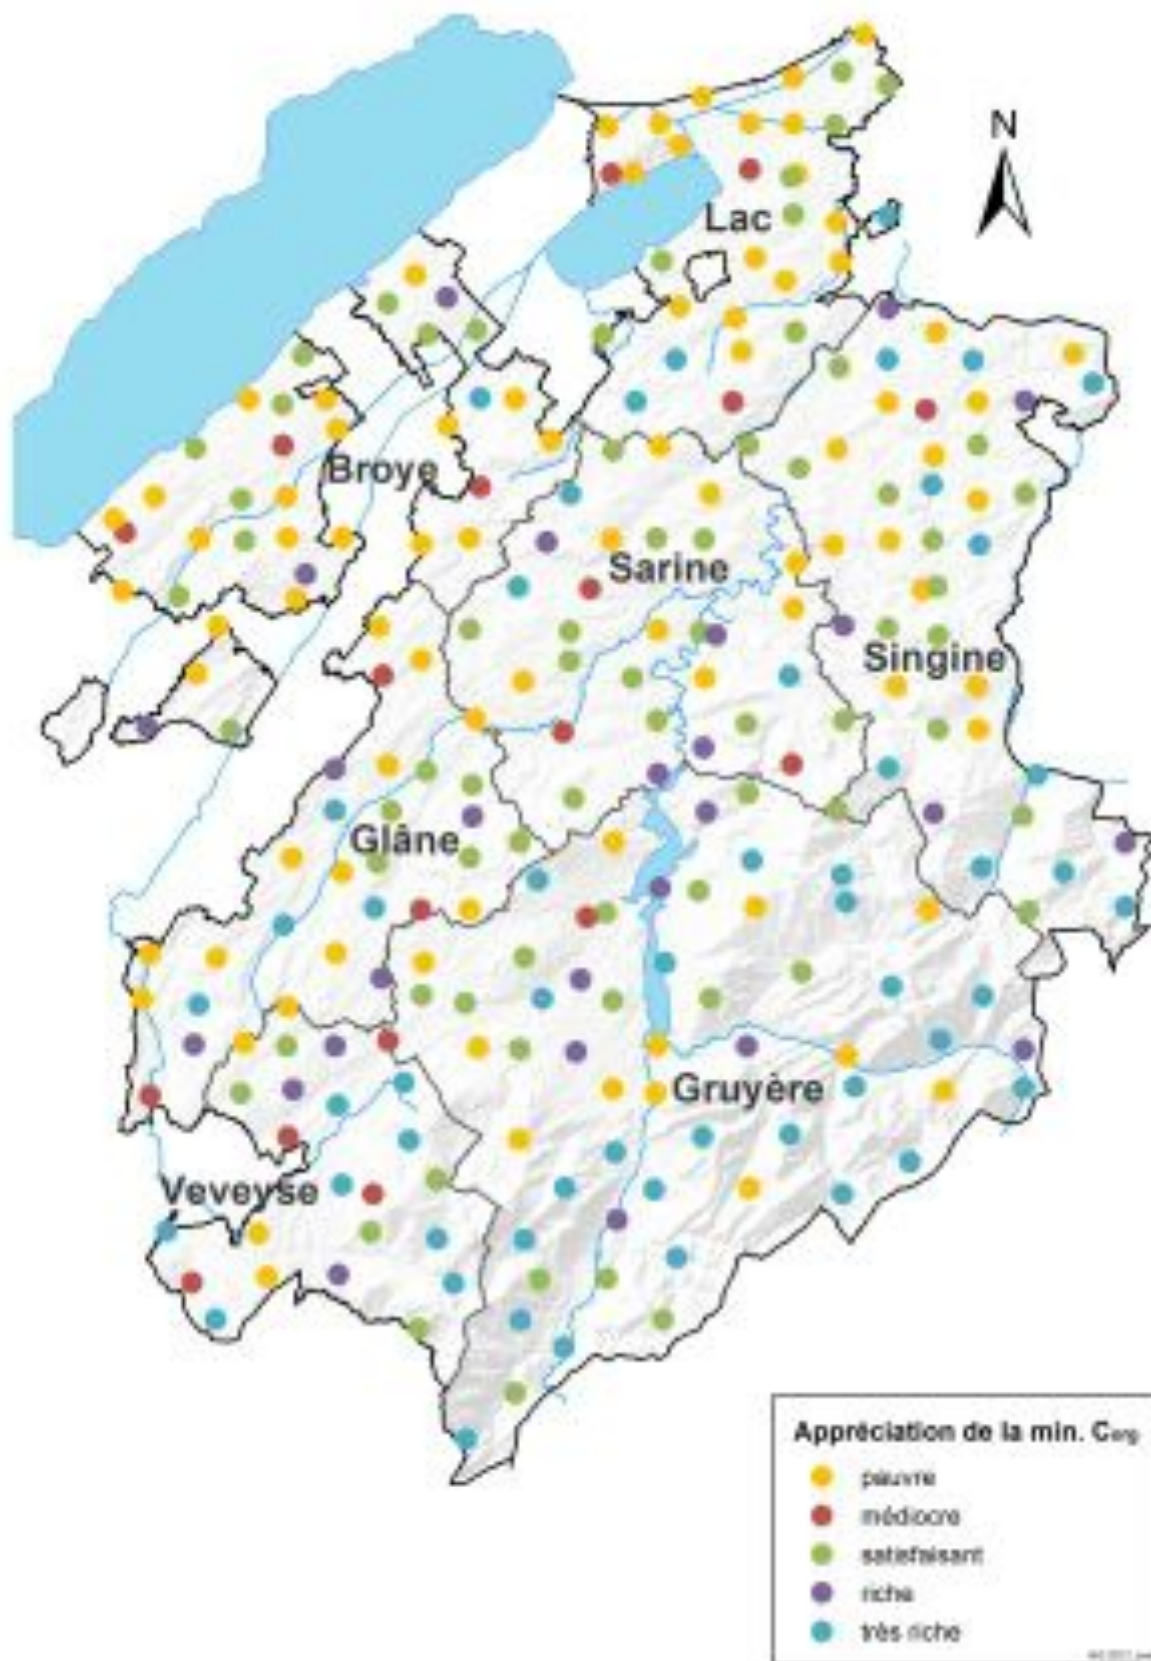 N
Lac
Broye
Sarine
Singine
Glâne
Gruyère
Veveyse
Appréciation de la min. Corg
pauvre
médiocre
satisfaisant
riche
très riche